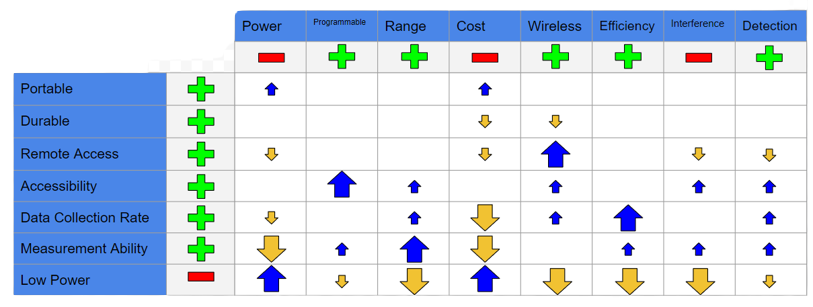 Power Programmable Range Cost Wireless Efficiency Interference Detection
Portable
Durable
Remote Access
Accessibility
Data Collection Rate
Measurement Ability
Low Power